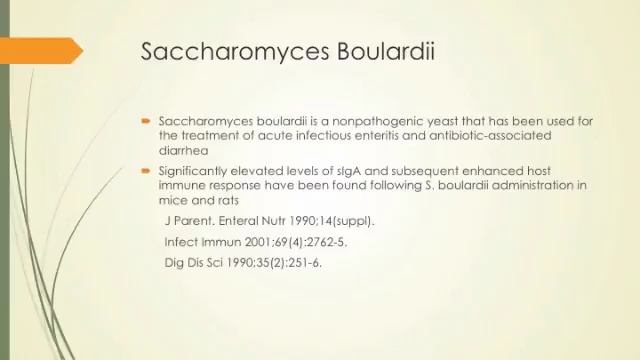 Saccharomyces Boulardii
Saccharomyces boulardii is a nonpathogenic yeast that has been used for
the treatment of acute infectious enteritis and antibiotic-associated
diarrhea
Significantly elevated levels of sIgA and subsequent enhanced host
immune response have been found following S. boulardii administration in
mice and rats
J Parent. Enteral Nutr 1990;14(suppl).
Infect Immun 2001;69(4):2762-5.
Dig Dis Sci 1990;35(2):251-6.